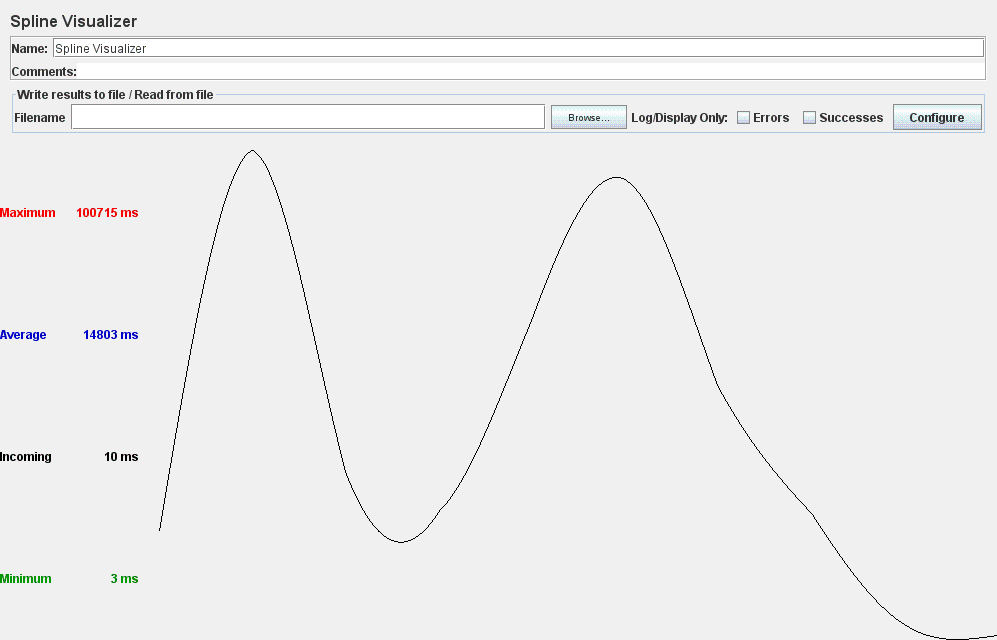 Spline Visualizer
Name: Spline Visualizer
Comments:
Write results to file / Read from file
Filename Browse... Log/Display Only: Errors Successes Configure
Maximum 100715 ms
Average 14803 ms
Incoming 10 ms
Minimum 3 ms